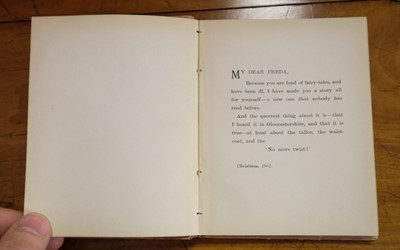 MY DEAR FREDA,
Because you are fond of fairy-tales, and
have been ill, I have made you a story all
for yourself—a new one that nobody has
read before.
And the queerest thing about it is—that
I heard it in Gloucestershire, and that it
is true—at least about the tailor, the waist-
coat, and the
"No more twist!"
Christmas,